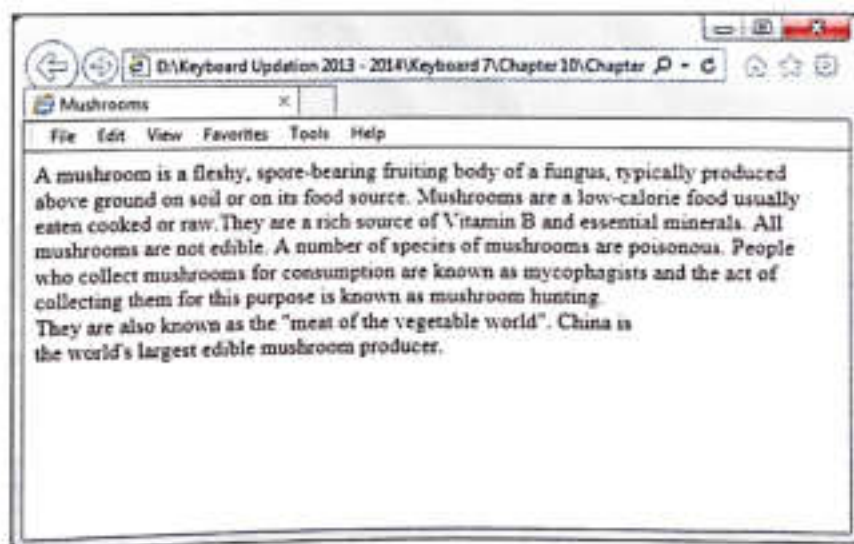 D:\Keyboard Updation 2013 - 2014\Keyboard 7\Chapter 10\Chapter
Mushrooms
File Edit View Favorites Tools Help
A mushroom is a fleshy, spore-bearing fruiting body of a fungus, typically produced
above ground on soil or on its food source. Mushrooms are a low-calorie food usually
eaten cooked or raw.They are a rich source of Vitamin B and essential minerals. All
mushrooms are not edible. A number of species of mushrooms are poisonous. People
who collect mushrooms for consumption are known as mycophagists and the act of
collecting them for this purpose is known as mushroom hunting.
They are also known as the "meat of the vegetable world". China is
the world's largest edible mushroom producer.